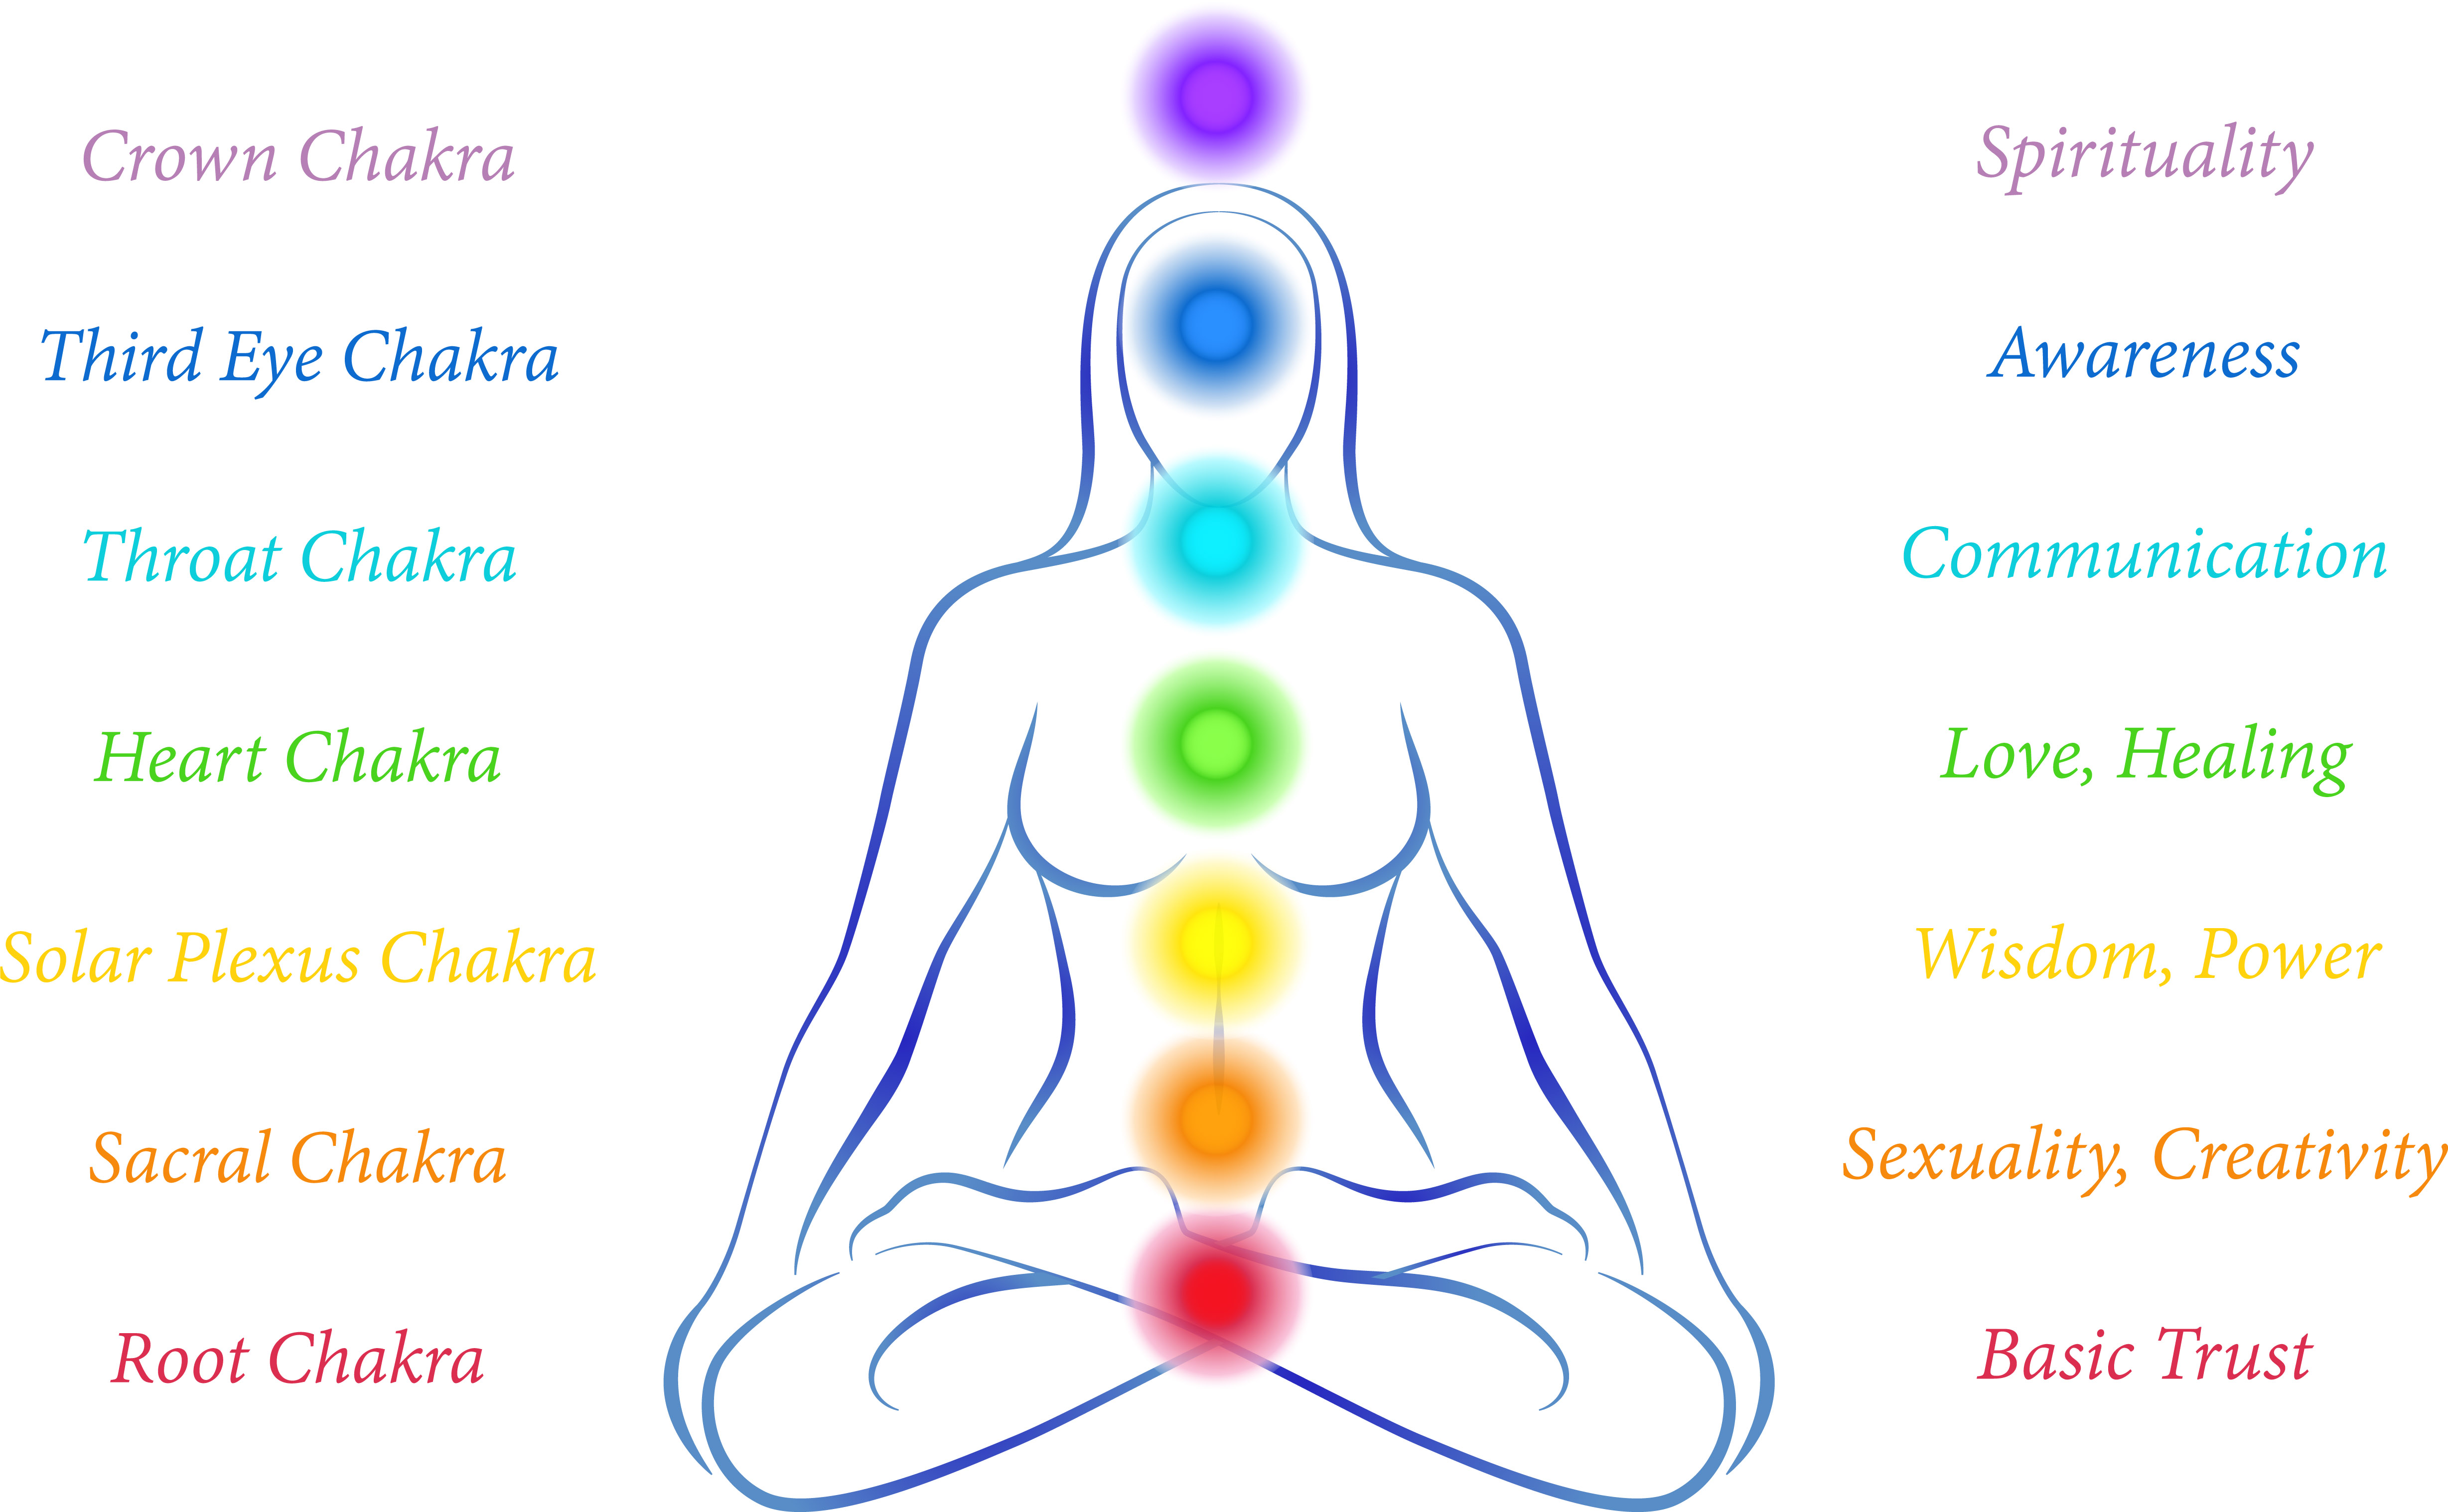 Crown Chakra
Spirituality
Third Eye Chakra
Awareness
Throat Chakra
Communication
Heart Chakra
Love, Healing
Solar Plexus Chakra
Wisdom, Power
Sacral Chakra
Sexuality, Creativity
Root Chakra
Basic Trust